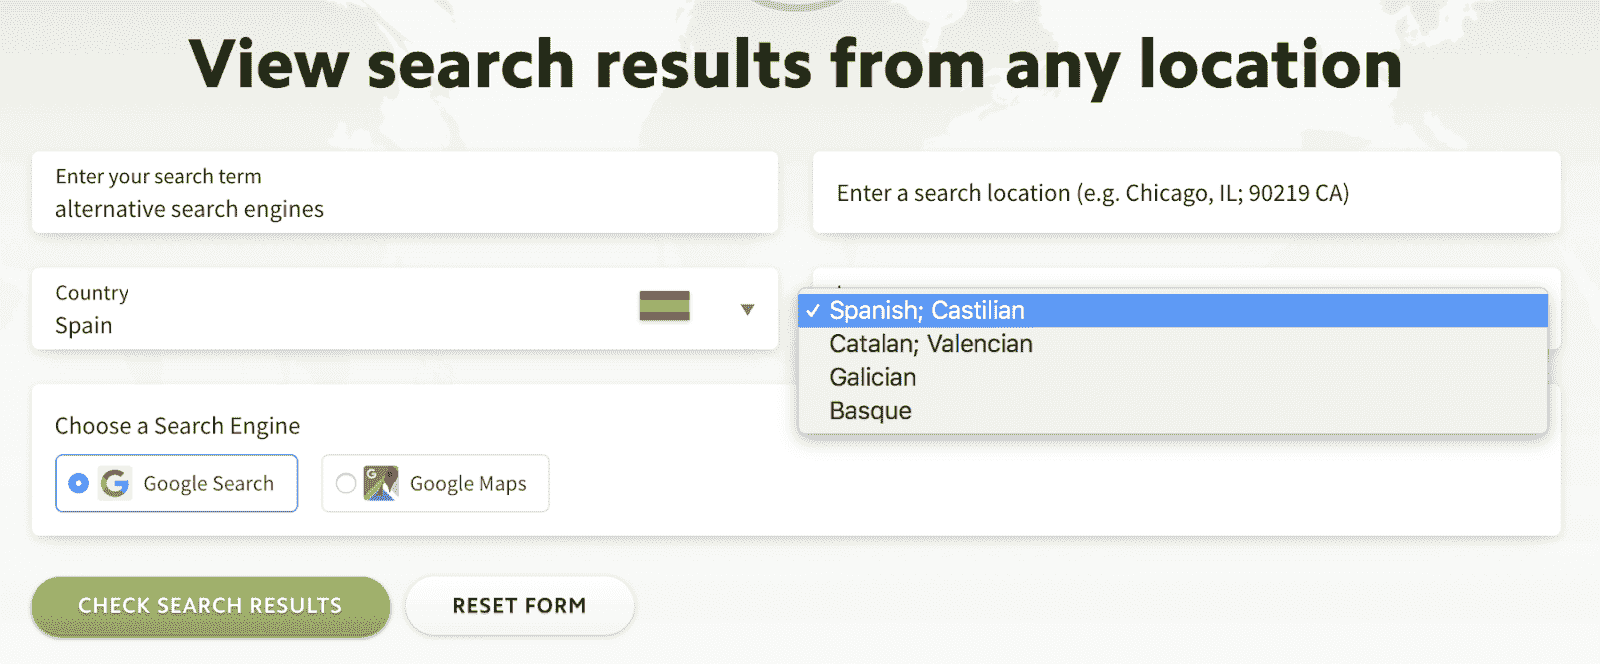 View search results from any location
Enter your search term
alternative search engines
Enter a search location (e.g. Chicago, IL; 90219 CA)
Country
Spain
✓ Spanish; Castilian
Catalan; Valencian
Galician
Basque
Choose a Search Engine
Google Search
Google Maps
CHECK SEARCH RESULTS
RESET FORM